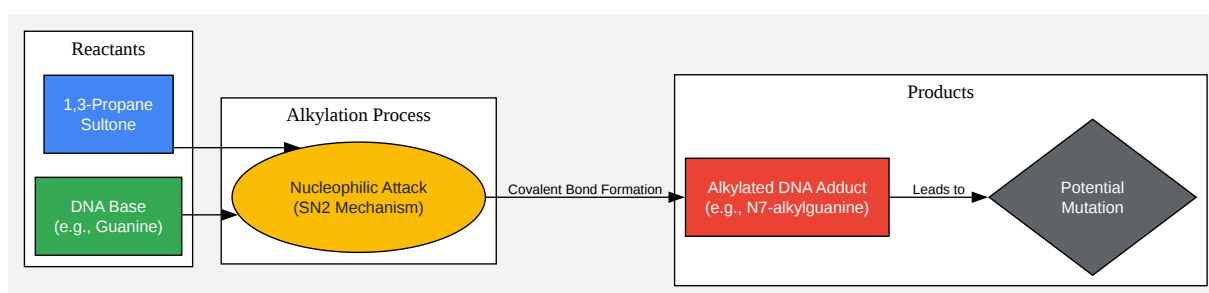 Reactants
1,3-Propane
Sultone
DNA Base
(e.g., Guanine)
Alkylation Process
Nucleophilic Attack
(SN2 Mechanism)
Covalent Bond Formation
Products
Alkylated DNA Adduct
(e.g., N7-alkylguanine)
Leads to
Potential
Mutation